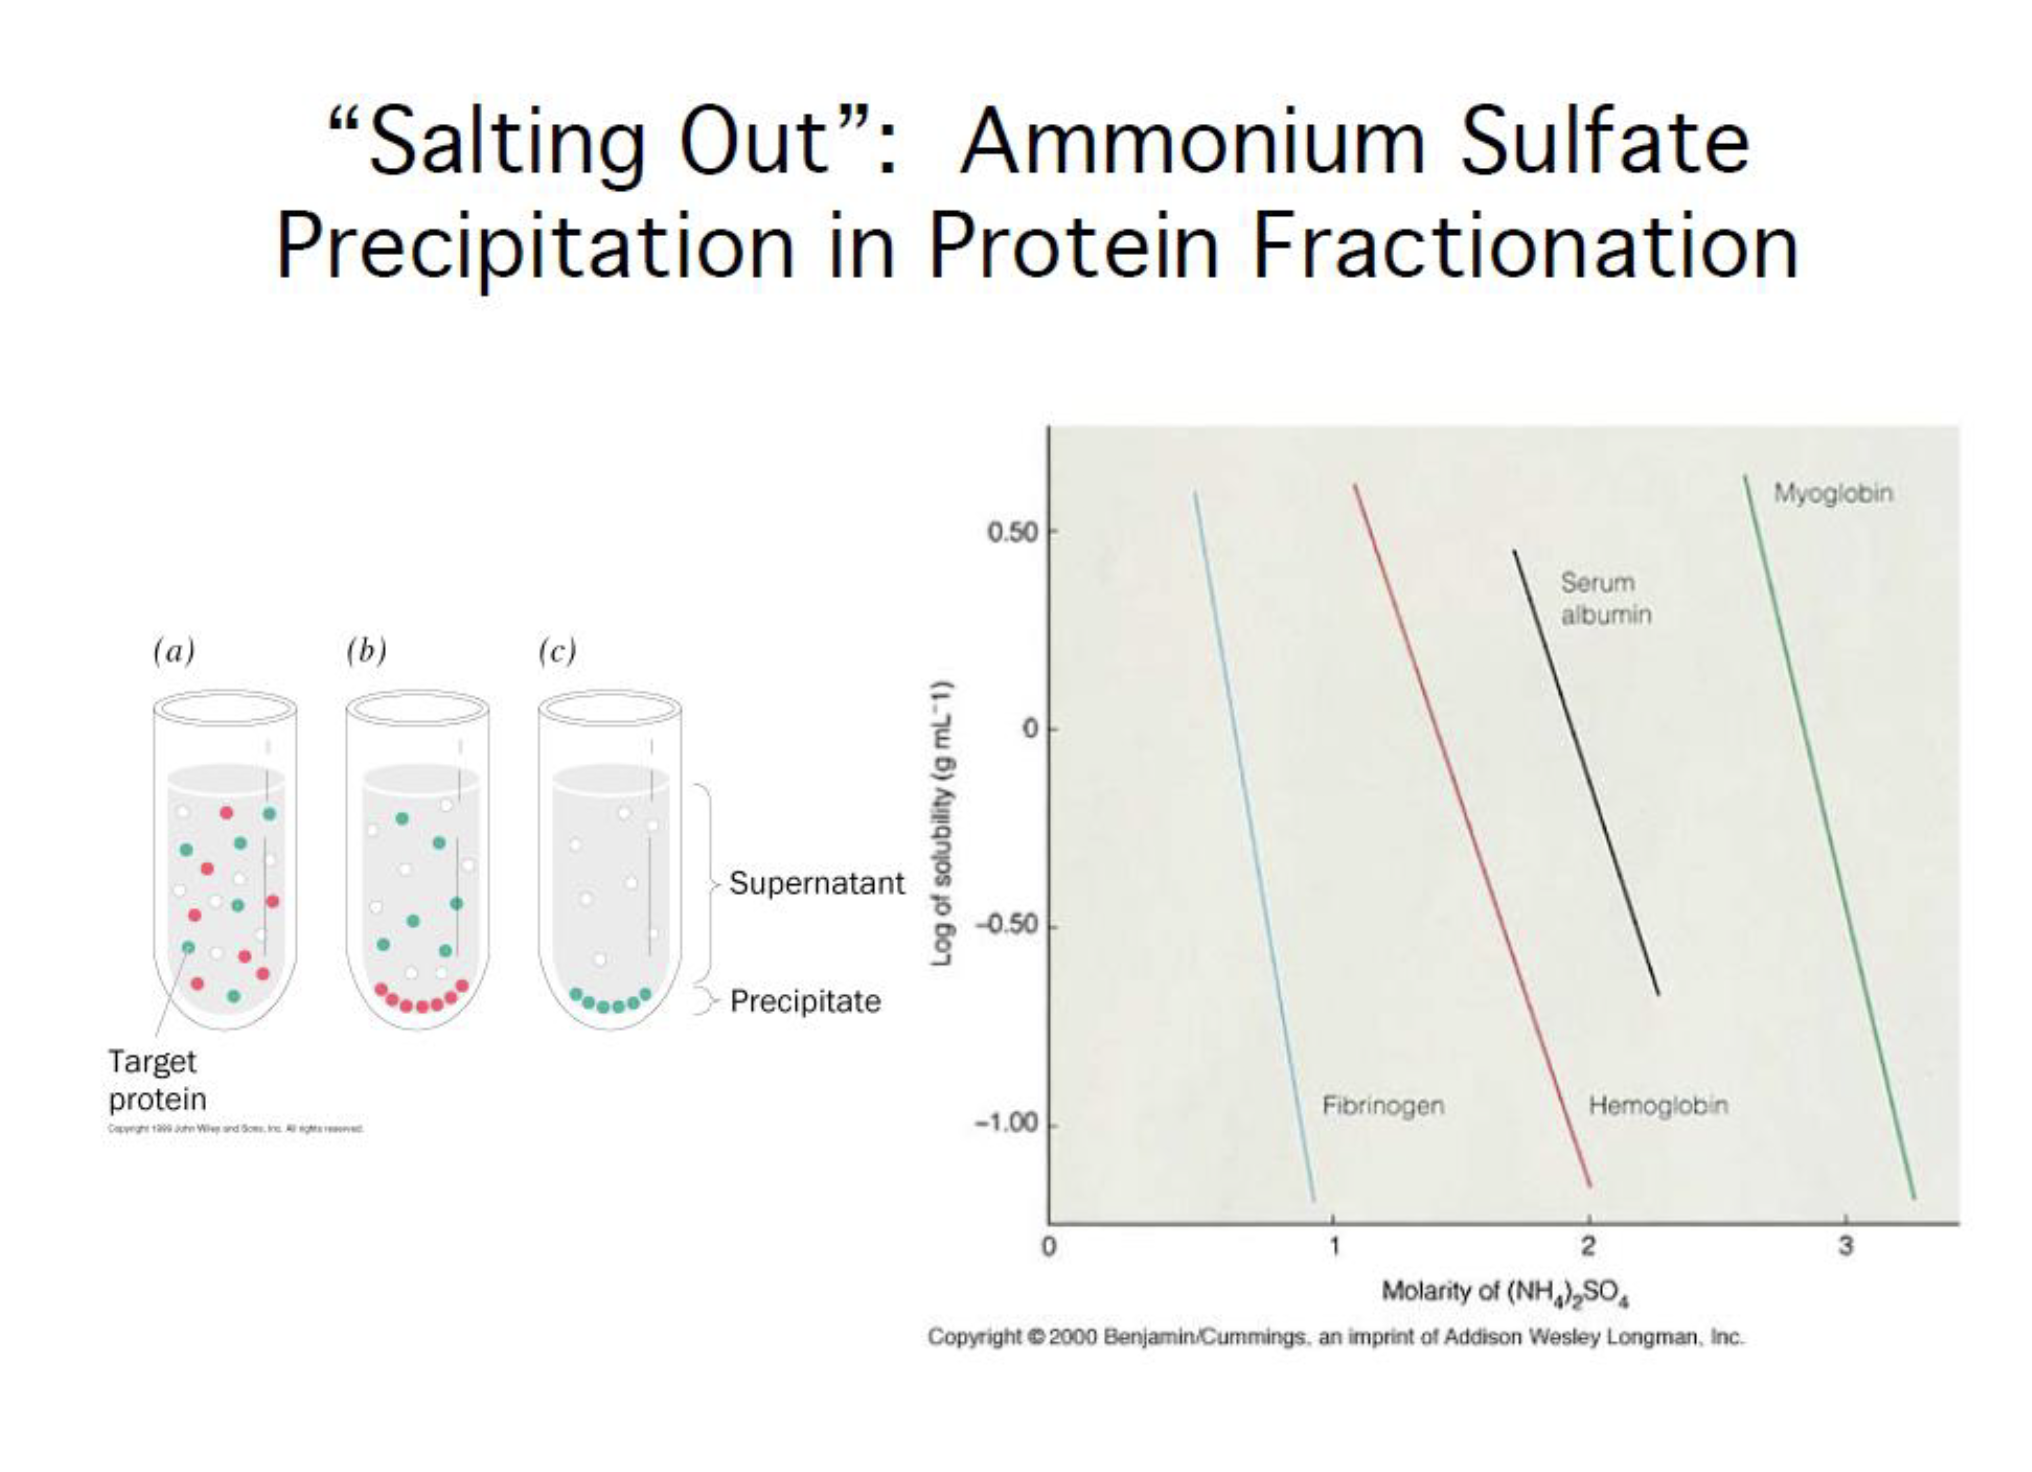 “Salting Out”: Ammonium Sulfate
Precipitation in Protein Fractionation
(a)
(b)
(c)
Supernatant
Precipitate
Target
protein
Copyright 1999 John Wiley and Sons, Inc. All rights reserved.
Log of solubility (g mL⁻1)
0.50
0
−0.50
−1.00
Myoglobin
Serum
albumin
Fibrinogen
Hemoglobin
0
1
2
3
Molarity of (NH₄)₂SO₄
Copyright © 2000 Benjamin/Cummings, an imprint of Addison Wesley Longman, Inc.